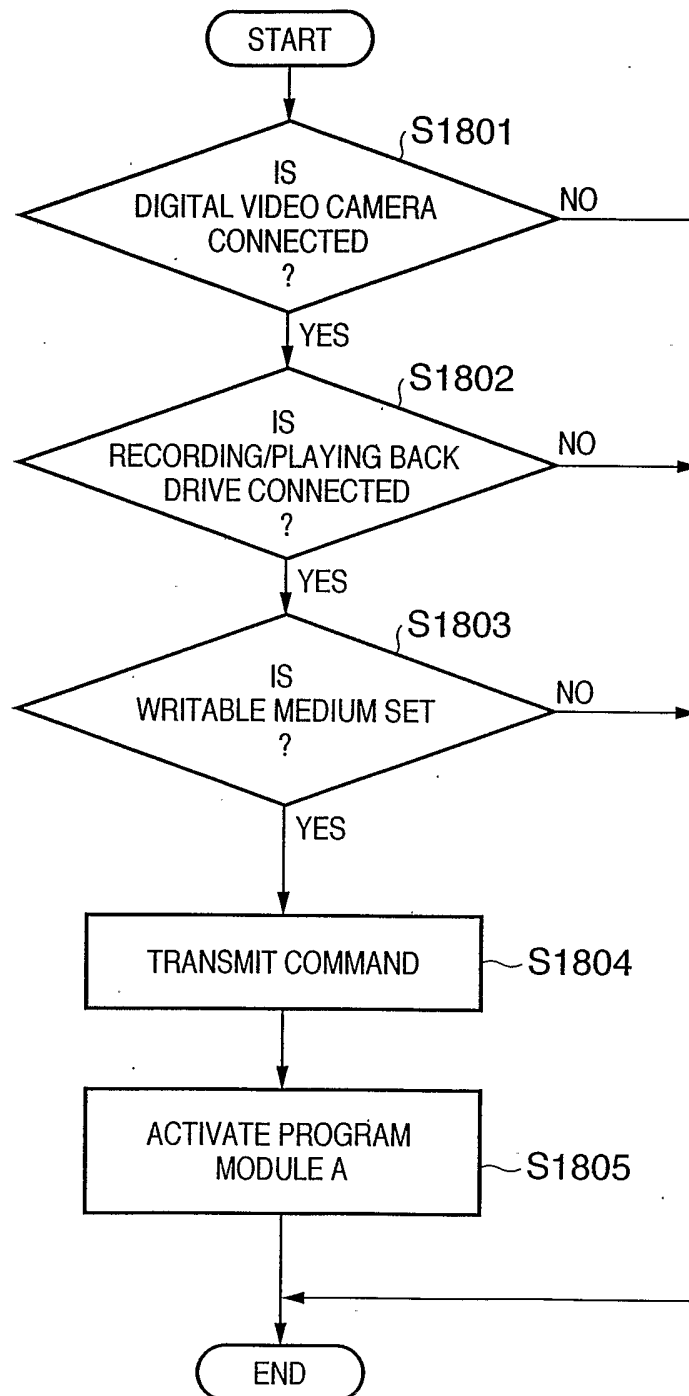 START
S1801
IS
DIGITAL VIDEO CAMERA
CONNECTED
?
NO
YES
S1802
IS
RECORDING/PLAYING BACK
DRIVE CONNECTED
?
NO
YES
S1803
IS
WRITABLE MEDIUM SET
?
NO
YES
TRANSMIT COMMAND
S1804
ACTIVATE PROGRAM
MODULE A
S1805
END